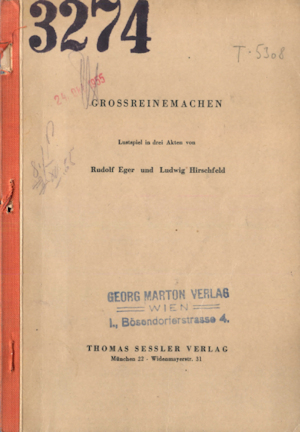 3274
T-5308
GROSSREINEMACHEN
Lustspiel in drei Akten von
Rudolf Eger und Ludwig Hirschfeld
GEORG MARTON VERLAG
WIEN
I., Bösendorferstrasse 4.
THOMAS SESSLER VERLAG
München 22 - Widenmayerstr. 31